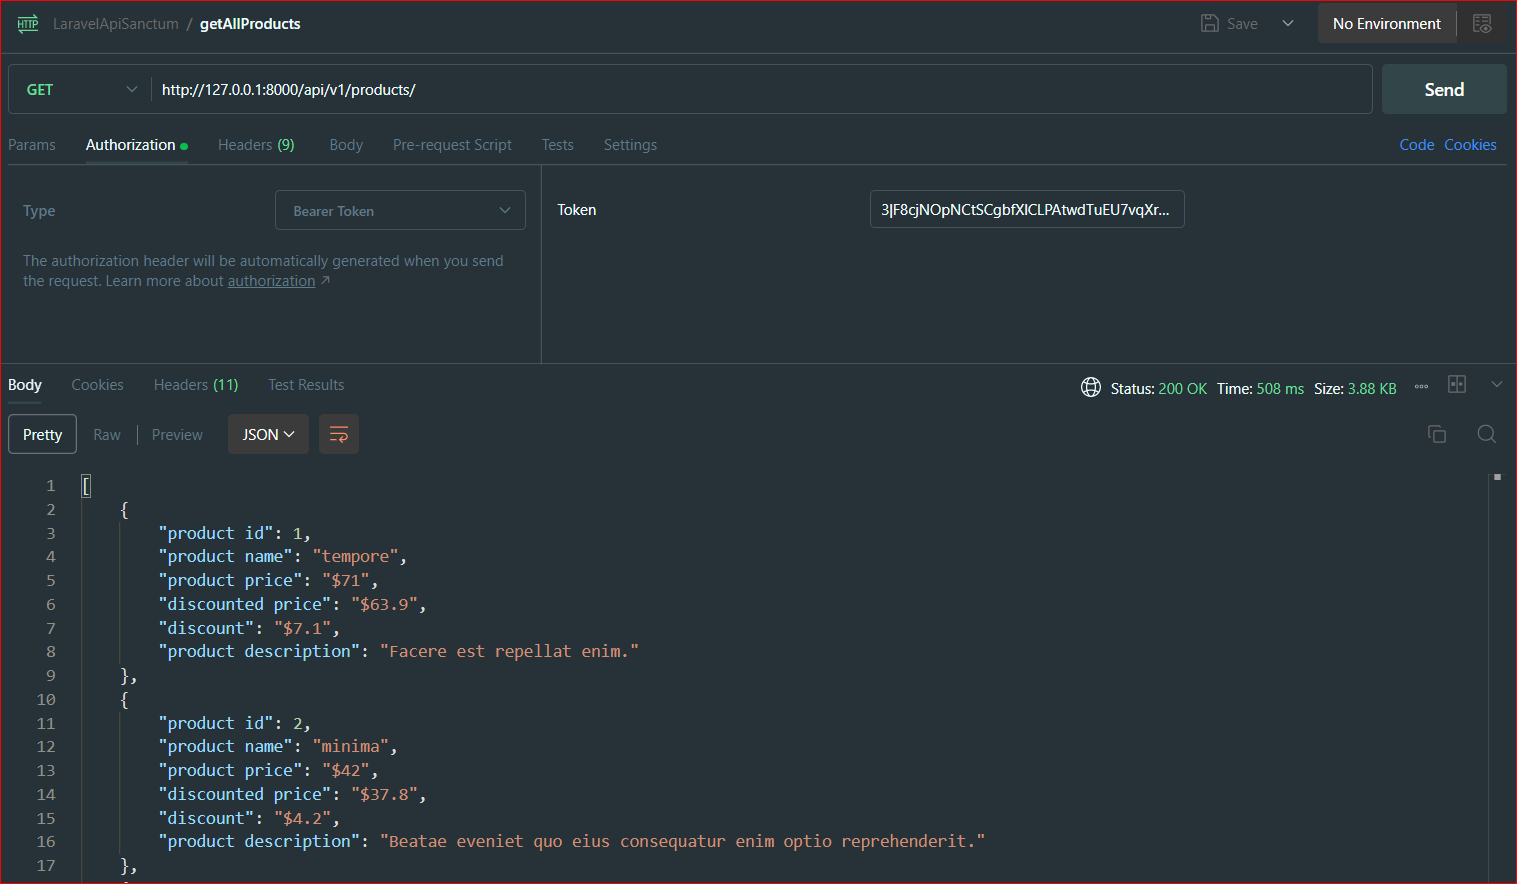 HTTP LaravelApiSanctum / getAllProducts Save No Environment
GET http://127.0.0.1:8000/api/v1/products/ Send
Params Authorization Headers (9) Body Pre-request Script Tests Settings Code Cookies
Type Bearer Token Token 3|F8cjNOpNCtSCgbfXICLPAtwdTuEU7vqXr...
The authorization header will be automatically generated when you send
the request. Learn more about authorization ↗
Body Cookies Headers (11) Test Results Status: 200 OK Time: 508 ms Size: 3.88 KB
Pretty Raw Preview JSON
1 [
2 {
3 "product id": 1,
4 "product name": "tempore",
5 "product price": "$71",
6 "discounted price": "$63.9",
7 "discount": "$7.1",
8 "product description": "Facere est repellat enim."
9 },
10 {
11 "product id": 2,
12 "product name": "minima",
13 "product price": "$42",
14 "discounted price": "$37.8",
15 "discount": "$4.2",
16 "product description": "Beatae eveniet quo eius consequatur enim optio reprehenderit."
17 },